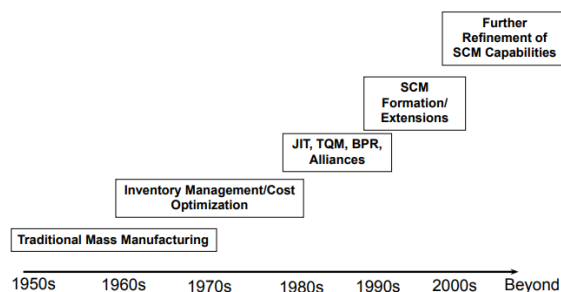 Further
Refinement of
SCM Capabilities
SCM
Formation/
Extensions
JIT, TQM, BPR,
Alliances
Inventory Management/Cost
Optimization
Traditional Mass Manufacturing
1950s 1960s 1970s 1980s 1990s 2000s Beyond